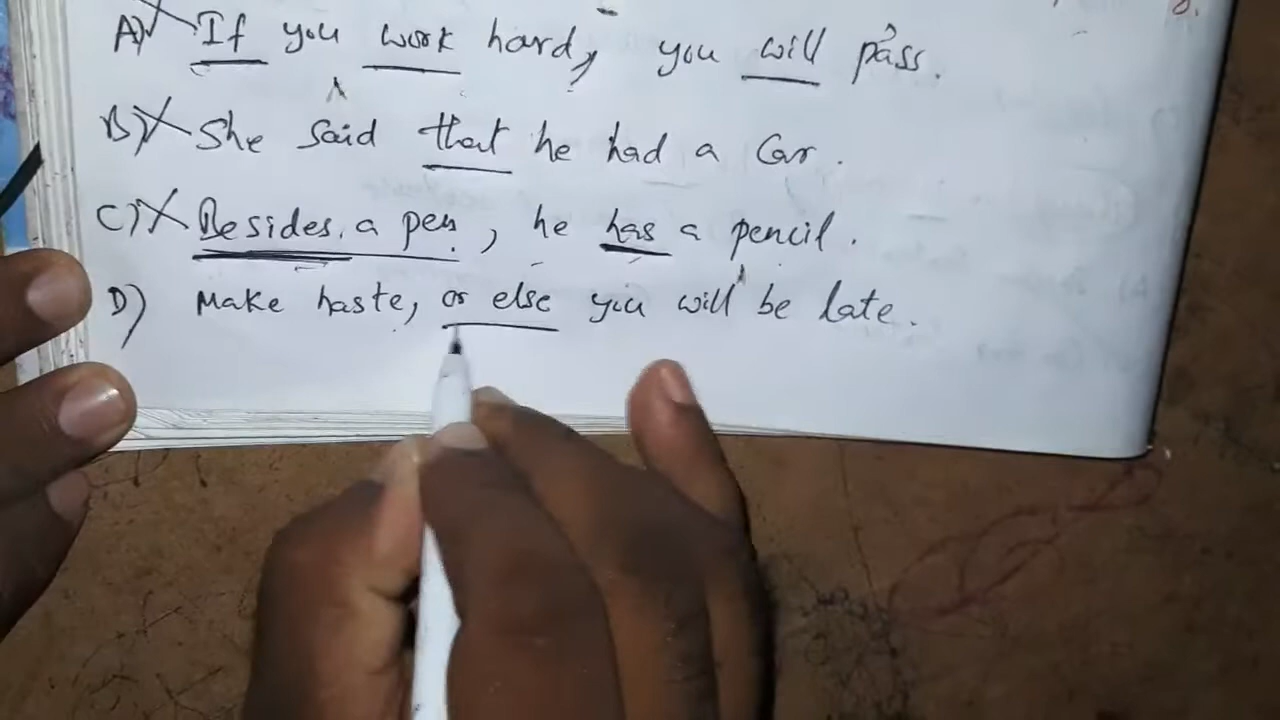 A) If you work hard, you will pass.
B) She said that he had a Car.
C) Besides a pen, he has a pencil.
D) Make haste, or else you will be late.